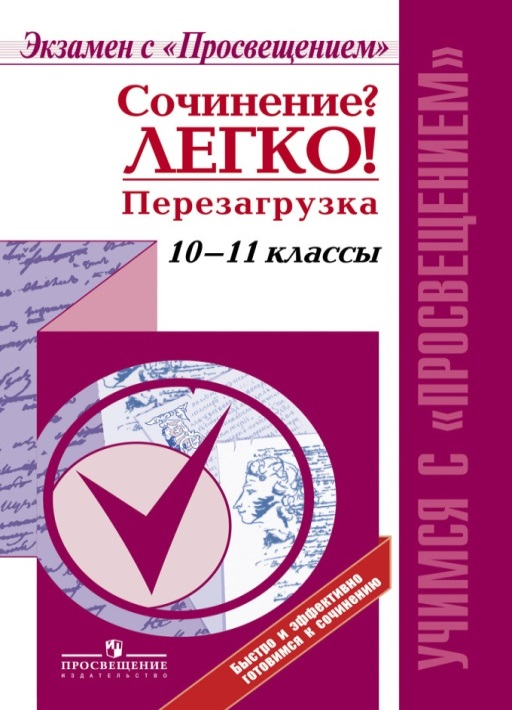 Экзамен с «Просвещением»
Сочинение?
ЛЕГКО!
Перезагрузка
10–11 классы
УЧИМСЯ С «ПРОСВЕЩЕНИЕМ»
Быстро и эффективно
готовимся к сочинению
ПРОСВЕЩЕНИЕ
ИЗДАТЕЛЬСТВО